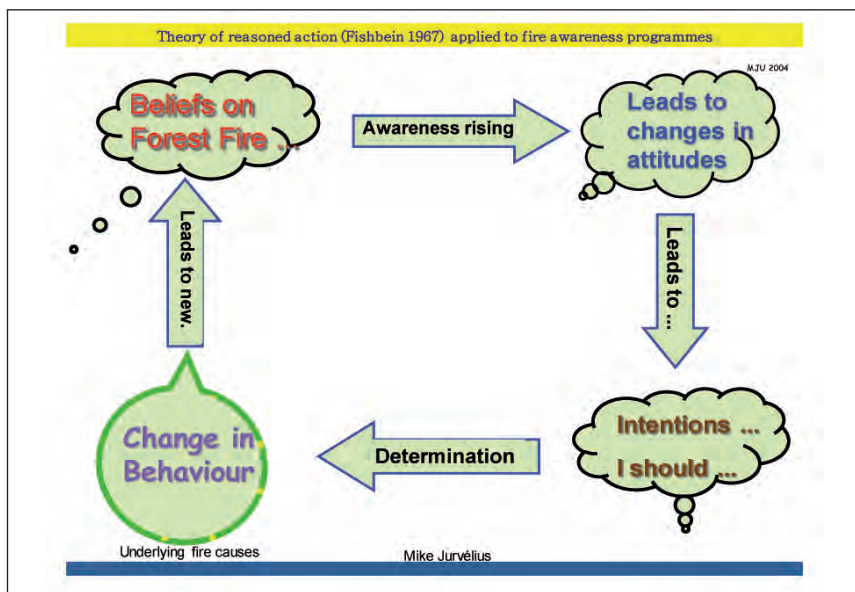 Theory of reasoned action (Fishbein 1967) applied to fire awareness programmes
MJU 2004
Beliefs on
Forest Fire ...
Awareness rising
Leads to
changes in
attitudes
Leads to ...
Intentions ...
I should ...
Determination
Change in
Behaviour
Leads to new.
Underlying fire causes
Mike Jurvélius